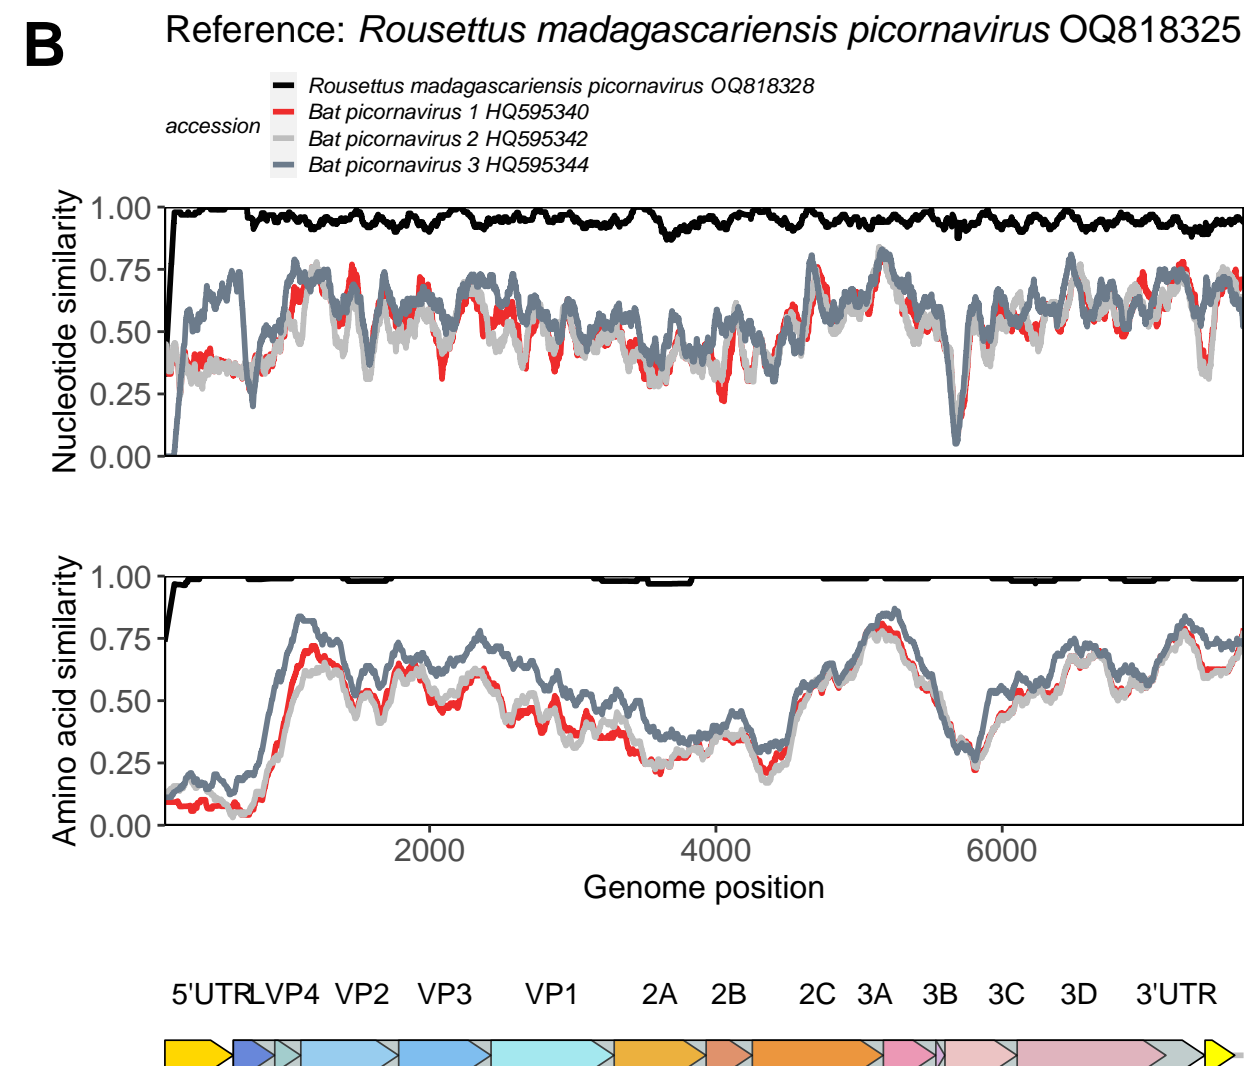 B
Reference: Rousettus madagascariensis picornavirus OQ818325
accession
Rousettus madagascariensis picornavirus OQ818328
Bat picornavirus 1 HQ595340
Bat picornavirus 2 HQ595342
Bat picornavirus 3 HQ595344
Nucleotide similarity
1.00
0.75
0.50
0.25
0.00
Amino acid similarity
1.00
0.75
0.50
0.25
0.00
2000 4000 6000
Genome position
5'UTR L VP4 VP2 VP3 VP1 2A 2B 2C 3A 3B 3C 3D 3'UTR